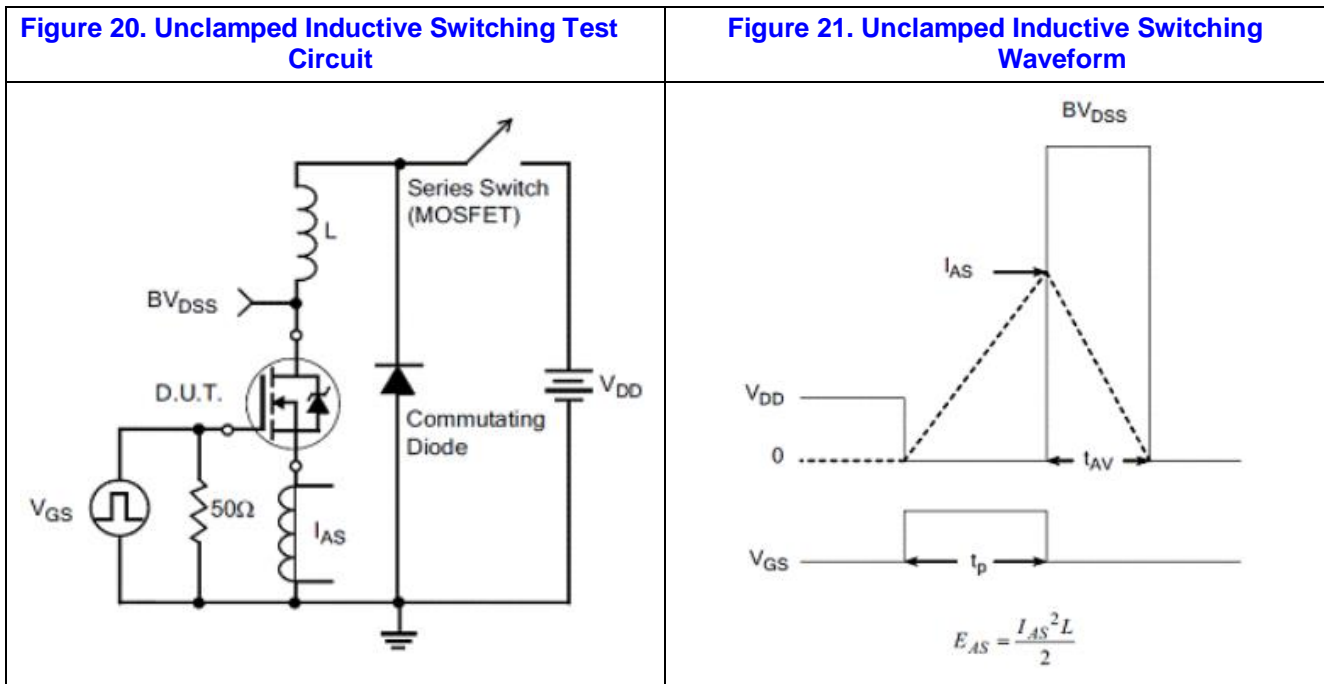 Figure 20. Unclamped Inductive Switching Test
Circuit
Figure 21. Unclamped Inductive Switching
Waveform
Series Switch
(MOSFET)
L
BVDSS
D.U.T.
VDD
Commutating
Diode
VGS
50Ω
IAS
BVDSS
IAS
VDD
0
tAV
VGS
tp
EAS = IAS²L
2